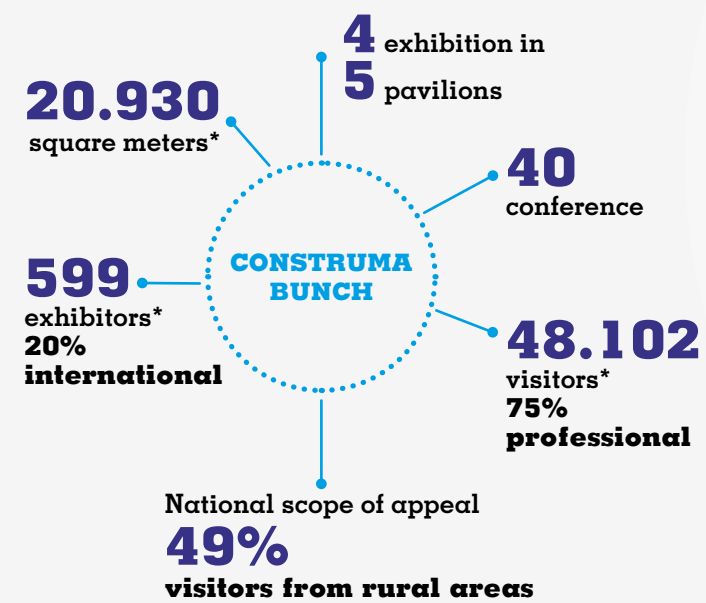 4 exhibition in
5 pavilions
20.930
square meters*
40
conference
CONSTRUMA
BUNCH
599
exhibitors*
20%
international
48.102
visitors*
75%
professional
National scope of appeal
49%
visitors from rural areas